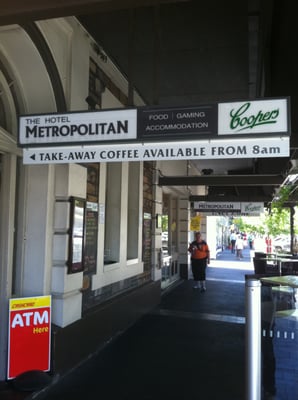 THE HOTEL
METROPOLITAN
FOOD | GAMING
ACCOMMODATION
Coopers
TAKE-AWAY COFFEE AVAILABLE FROM 8am
METROPOLITAN
ATM
Here